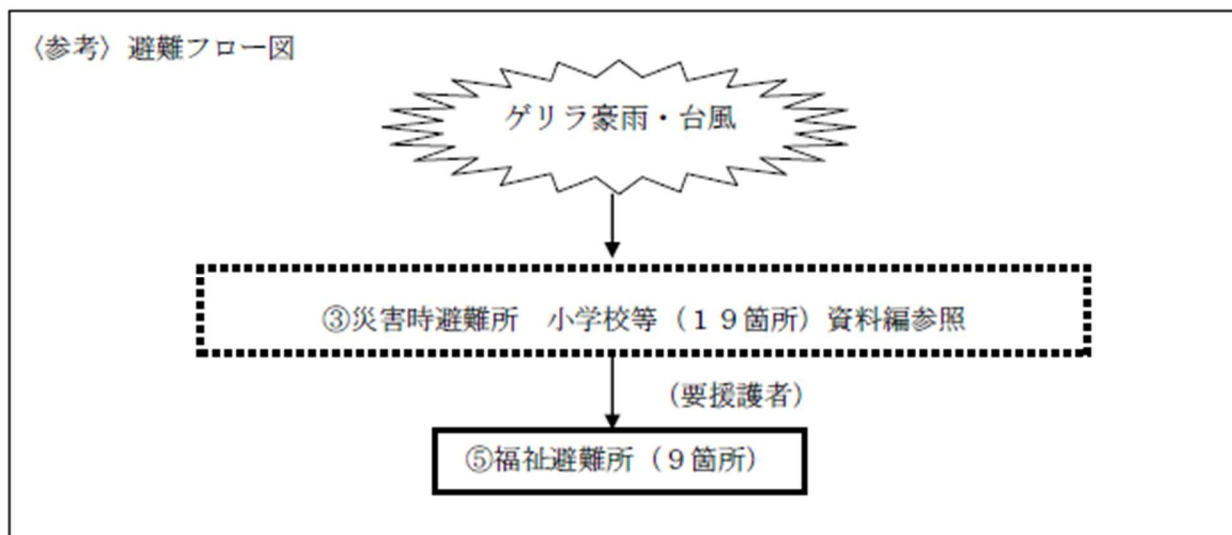 〈参考〉避難フロー図
ゲリラ豪雨・台風
③災害時避難所　小学校等（１９箇所）資料編参照
（要援護者）
⑤福祉避難所（９箇所）